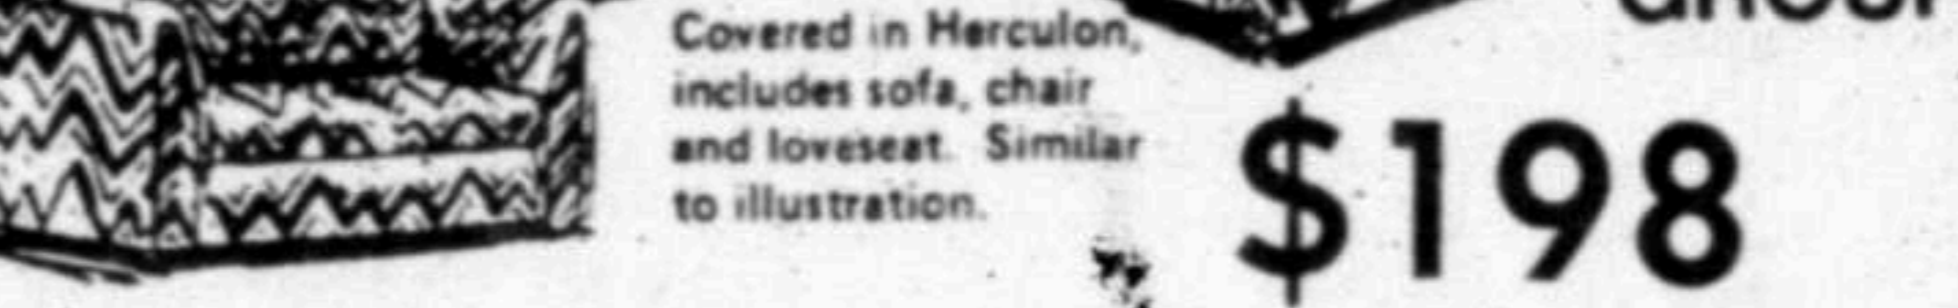 Covered in Herculon,
includes sofa, chair
and loveseat. Similar
to illustration.
$198